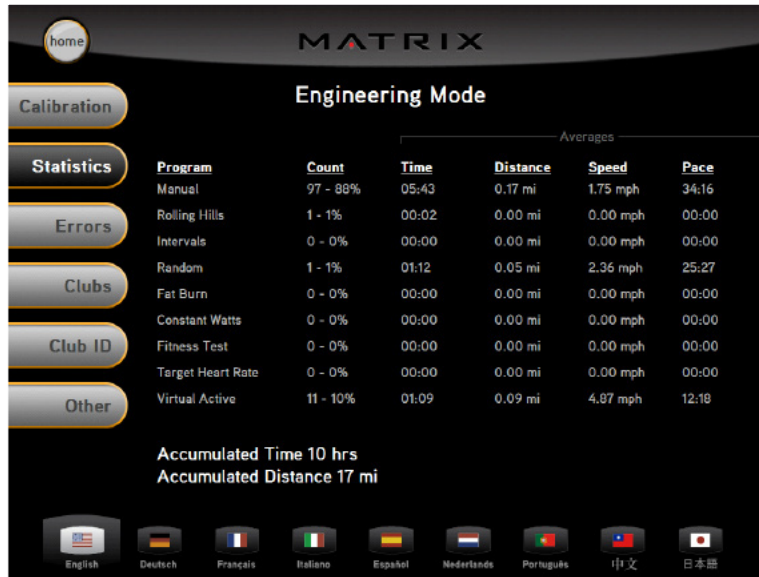 home
MATRIX
Engineering Mode
Calibration
Statistics
Errors
Clubs
Club ID
Other
Averages
Program Count Time Distance Speed Pace
Manual 97 - 88% 05:43 0.17 mi 1.75 mph 34:16
Rolling Hills 1 - 1% 00:02 0.00 mi 0.00 mph 00:00
Intervals 0 - 0% 00:00 0.00 mi 0.00 mph 00:00
Random 1 - 1% 01:12 0.05 mi 2.36 mph 25:27
Fat Burn 0 - 0% 00:00 0.00 mi 0.00 mph 00:00
Constant Watts 0 - 0% 00:00 0.00 mi 0.00 mph 00:00
Fitness Test 0 - 0% 00:00 0.00 mi 0.00 mph 00:00
Target Heart Rate 0 - 0% 00:00 0.00 mi 0.00 mph 00:00
Virtual Active 11 - 10% 01:09 0.09 mi 4.87 mph 12:18
Accumulated Time 10 hrs
Accumulated Distance 17 mi
English Deutsch Français Italiano Español Nederlands Português 中文 日本語